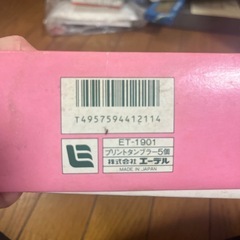 T4957594412114
ET-1901
プリントタンブラー5個
株式会社 エーデル
MADE IN JAPAN